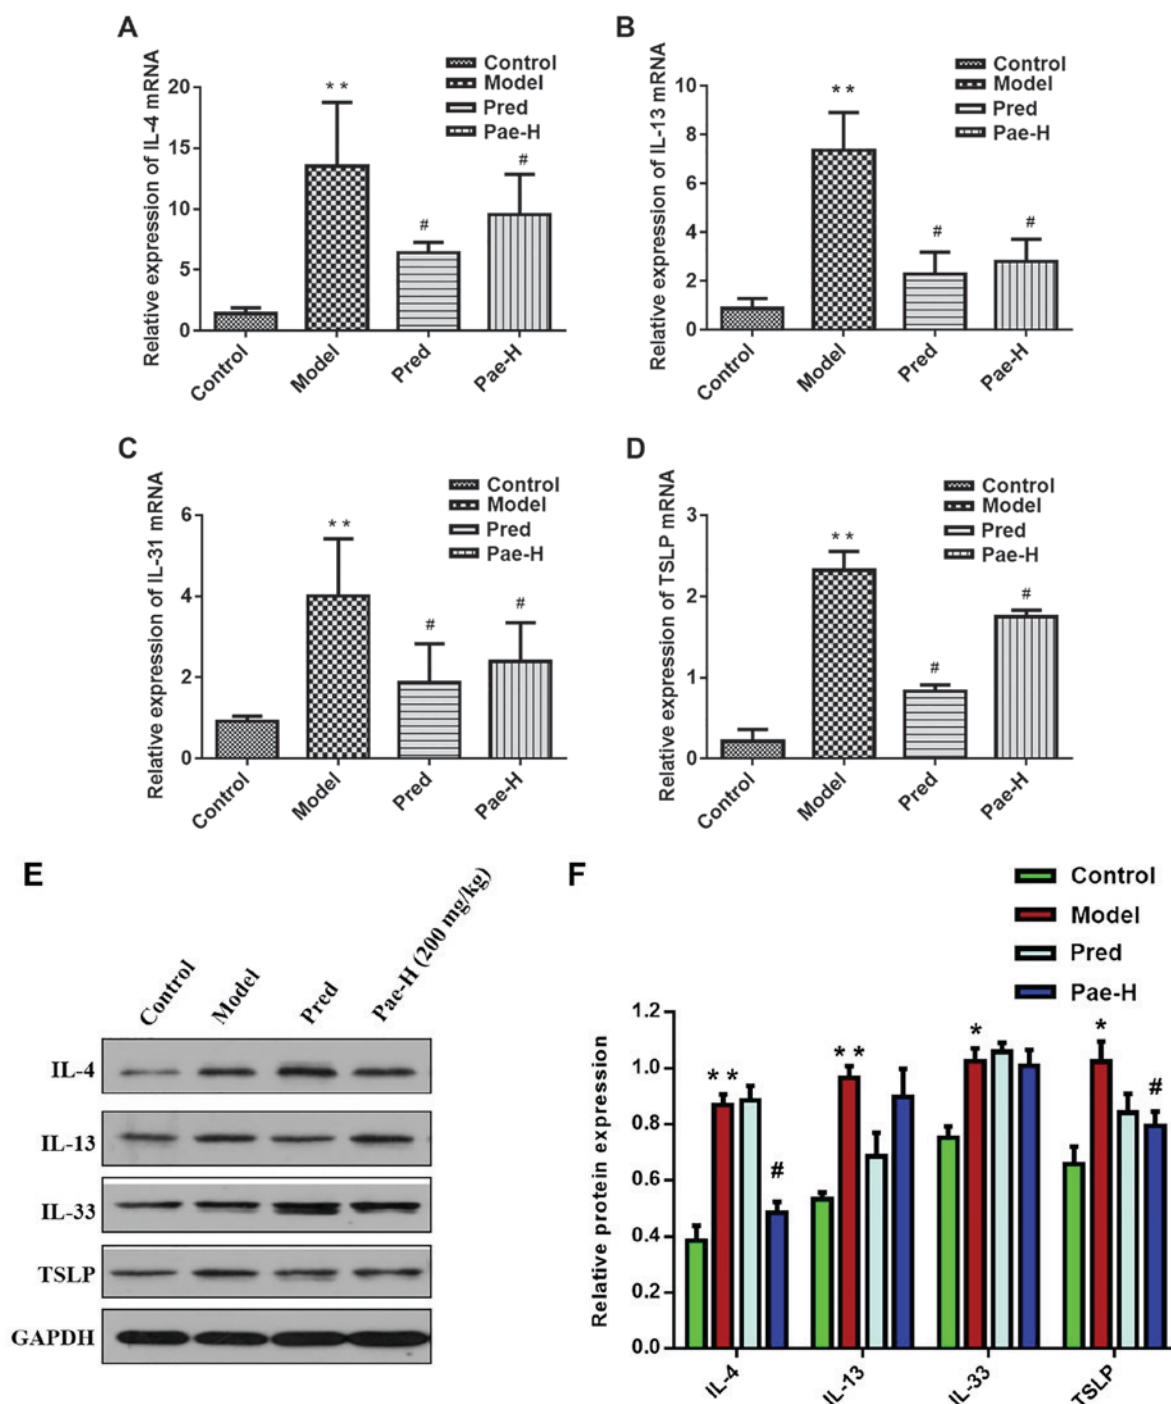 A
Control
Model
Pred
Pae-H
Relative expression of IL-4 mRNA
20
15
10
5
0
* *
#
#
Control
Model
Pred
Pae-H
B
Control
Model
Pred
Pae-H
Relative expression of IL-13 mRNA
10
8
6
4
2
0
* *
#
#
Control
Model
Pred
Pae-H
C
Control
Model
Pred
Pae-H
Relative expression of IL-31 mRNA
6
4
2
0
* *
#
#
Control
Model
Pred
Pae-H
D
Control
Model
Pred
Pae-H
Relative expression of TSLP mRNA
3
2
1
0
* *
#
#
Control
Model
Pred
Pae-H
E
Control
Model
Pred
Pae-H (200 mg/kg)
IL-4
IL-13
IL-33
TSLP
GAPDH
F
Control
Model
Pred
Pae-H
Relative protein expression
1.2
1.0
0.8
0.6
0.4
0.2
0.0
* *
#
* *
*
*
#
IL-4
IL-13
IL-33
TSLP